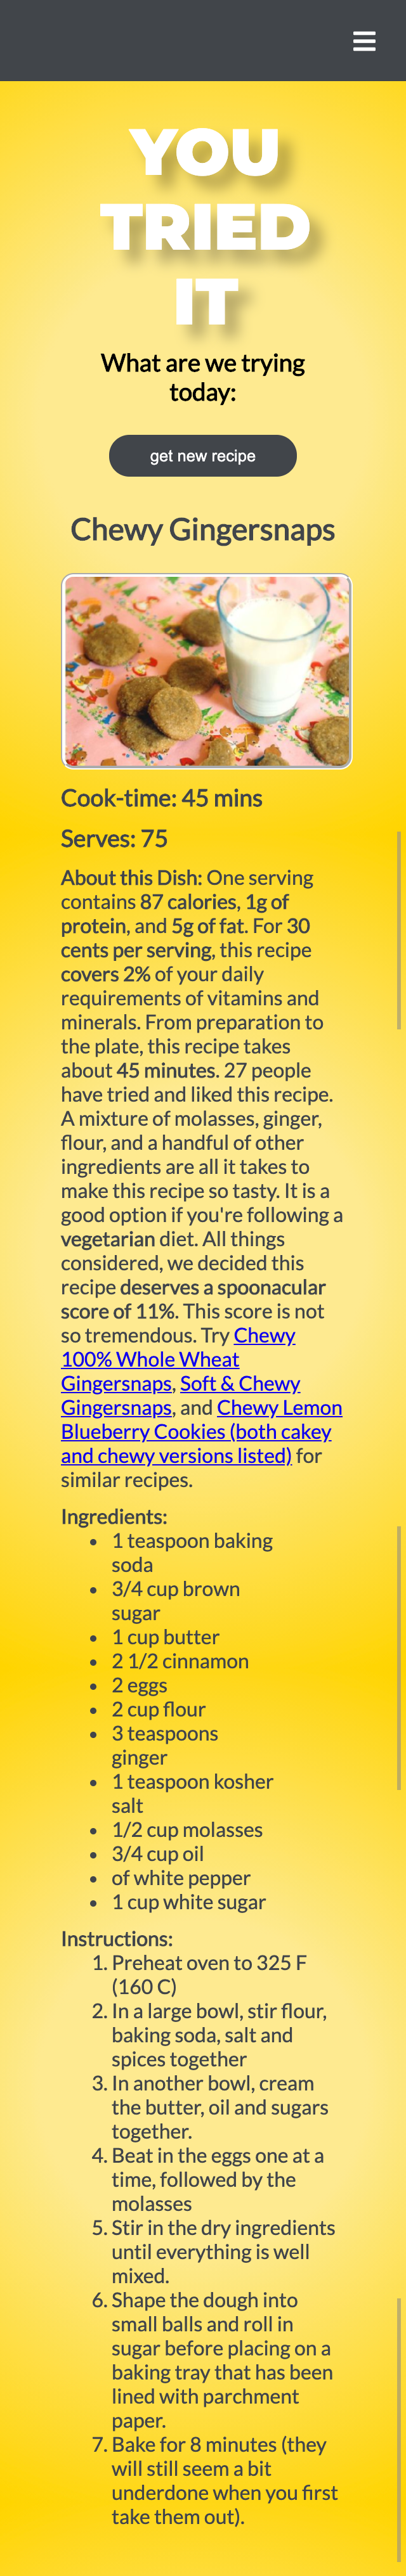 YOU
TRIED
IT
What are we trying
today:
get new recipe
Chewy Gingersnaps
Cook-time: 45 mins
Serves: 75
About this Dish: One serving
contains 87 calories, 1g of
protein, and 5g of fat. For 30
cents per serving, this recipe
covers 2% of your daily
requirements of vitamins and
minerals. From preparation to
the plate, this recipe takes
about 45 minutes. 27 people
have tried and liked this recipe.
A mixture of molasses, ginger,
flour, and a handful of other
ingredients are all it takes to
make this recipe so tasty. It is a
good option if you're following a
vegetarian diet. All things
considered, we decided this
recipe deserves a spoonacular
score of 11%. This score is not
so tremendous. Try Chewy
100% Whole Wheat
Gingersnaps, Soft & Chewy
Gingersnaps, and Chewy Lemon
Blueberry Cookies (both cakey
and chewy versions listed) for
similar recipes.
Ingredients:
• 1 teaspoon baking
soda
• 3/4 cup brown
sugar
• 1 cup butter
• 2 1/2 cinnamon
• 2 eggs
• 2 cup flour
• 3 teaspoons
ginger
• 1 teaspoon kosher
salt
• 1/2 cup molasses
• 3/4 cup oil
• of white pepper
• 1 cup white sugar
Instructions:
1. Preheat oven to 325 F
(160 C)
2. In a large bowl, stir flour,
baking soda, salt and
spices together
3. In another bowl, cream
the butter, oil and sugars
together.
4. Beat in the eggs one at a
time, followed by the
molasses
5. Stir in the dry ingredients
until everything is well
mixed.
6. Shape the dough into
small balls and roll in
sugar before placing on a
baking tray that has been
lined with parchment
paper.
7. Bake for 8 minutes (they
will still seem a bit
underdone when you first
take them out).